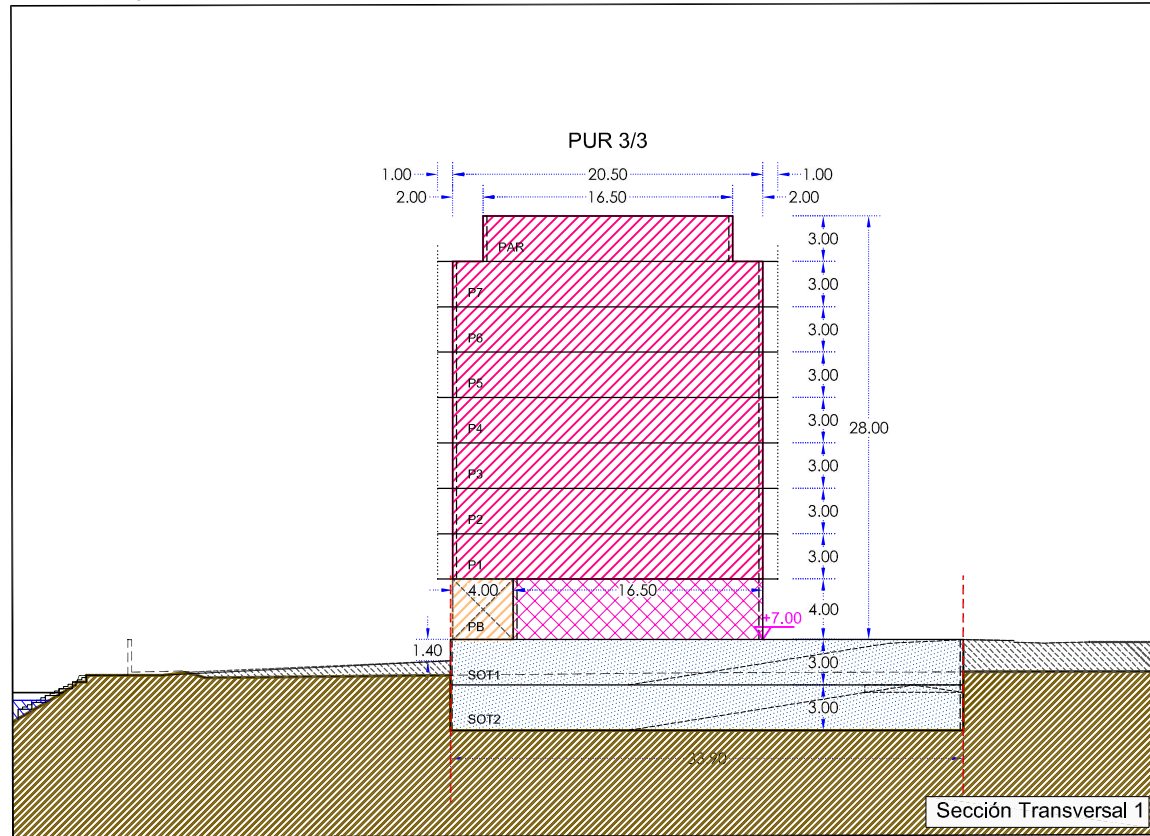 PUR 3/3
1.00 20.50 1.00
2.00 16.50 2.00
PAR 3.00
P7 3.00
P6 3.00
P5 3.00
P4 3.00
28.00
P3 3.00
P2 3.00
P1 3.00
4.00 16.50
4.00
PB +7.00
1.40
SOT1 3.00
SOT2 3.00
33.90
Sección Transversal 1